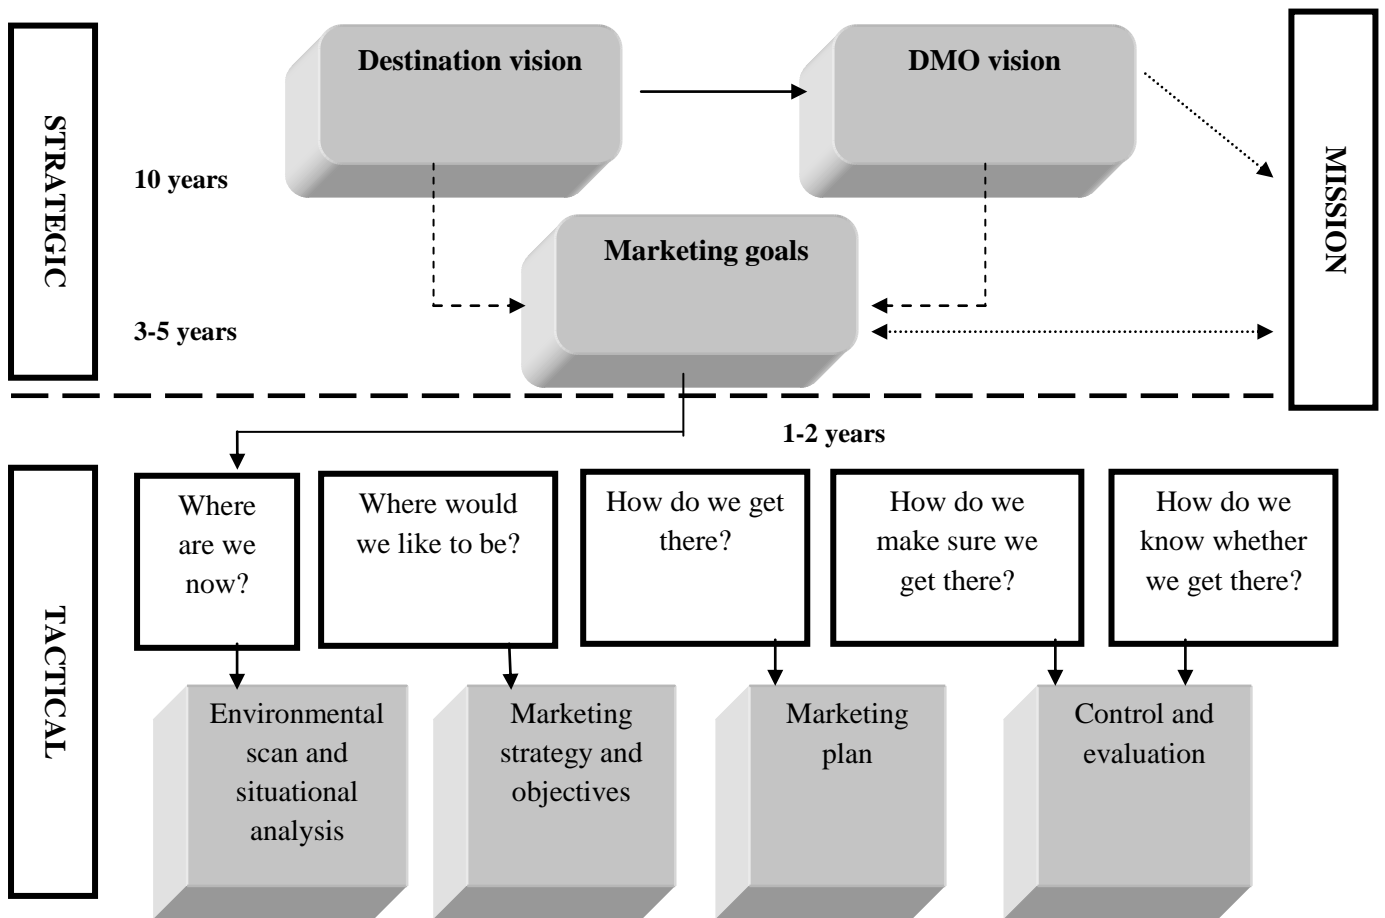 STRATEGIC
Destination vision
DMO vision
MISSION
10 years
Marketing goals
3-5 years
1-2 years
TACTICAL
Where
are we
now?
Where would
we like to be?
How do we get
there?
How do we
make sure we
get there?
How do we
know whether
we get there?
Environmental
scan and
situational
analysis
Marketing
strategy and
objectives
Marketing
plan
Control and
evaluation